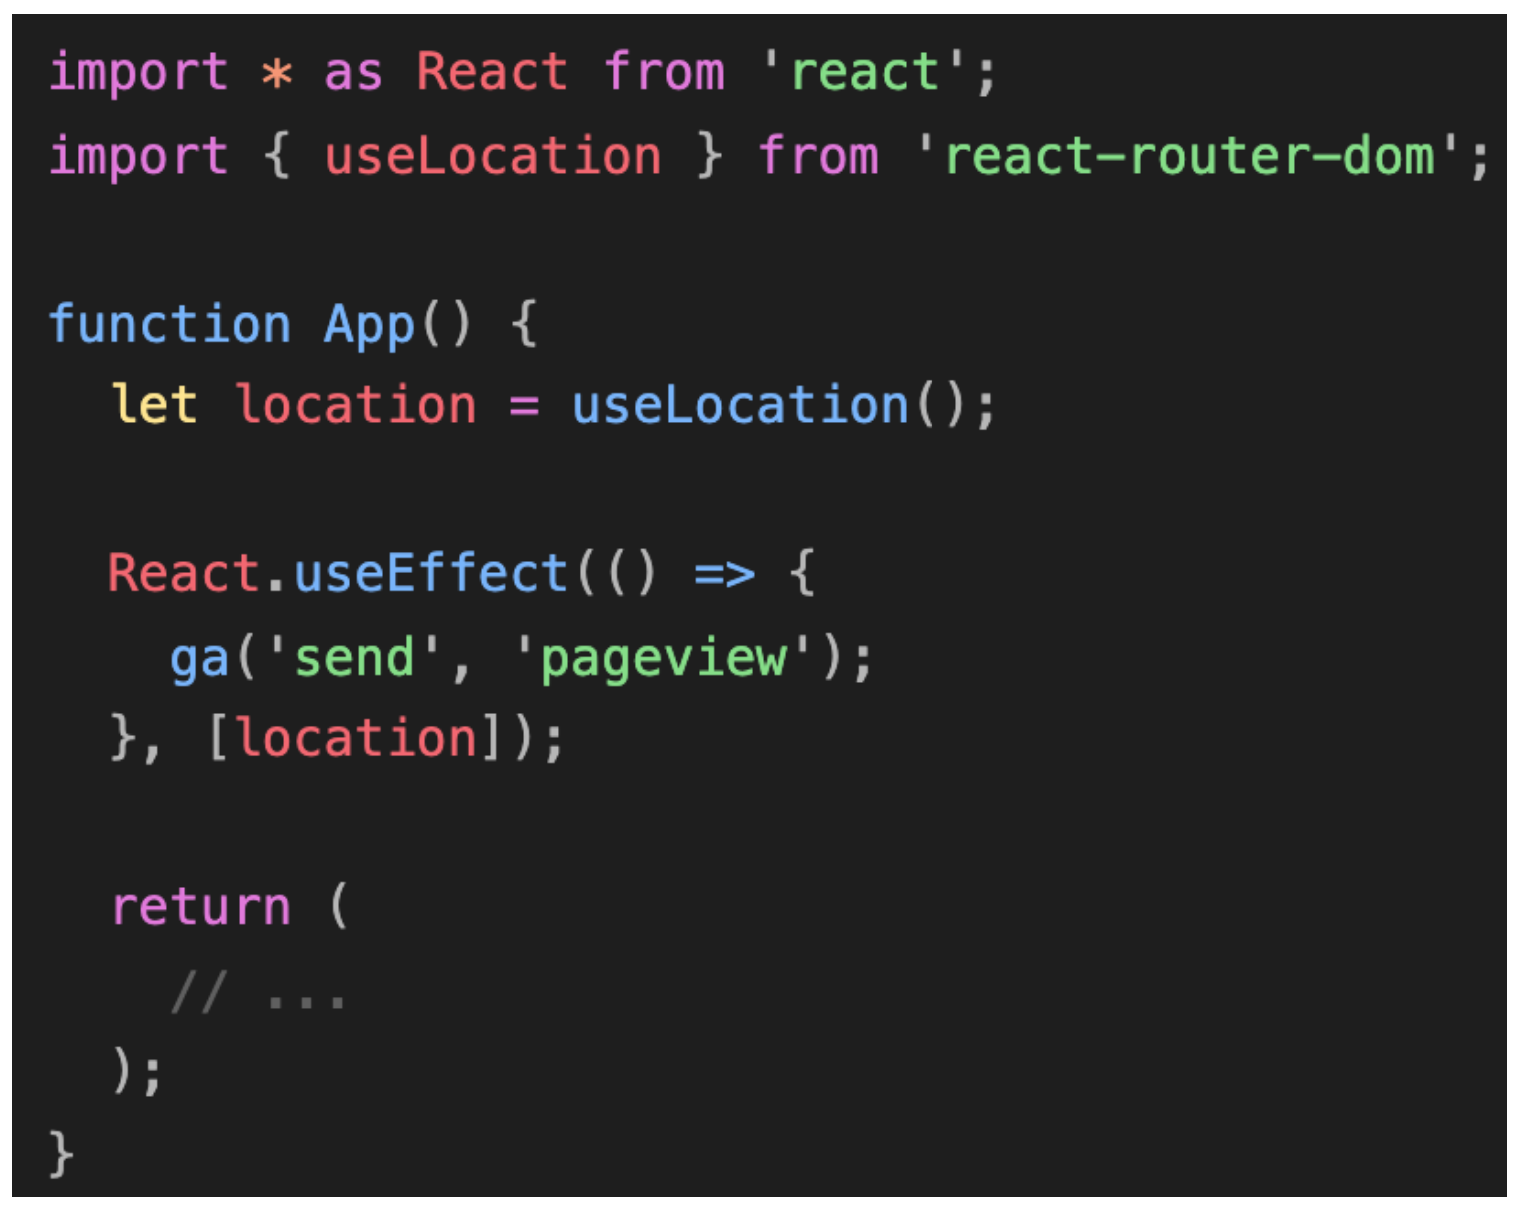 import * as React from 'react';
import { useLocation } from 'react-router-dom';
function App() {
let location = useLocation();
React.useEffect(() => {
ga('send', 'pageview');
}, [location]);
return (
// ...
);
}